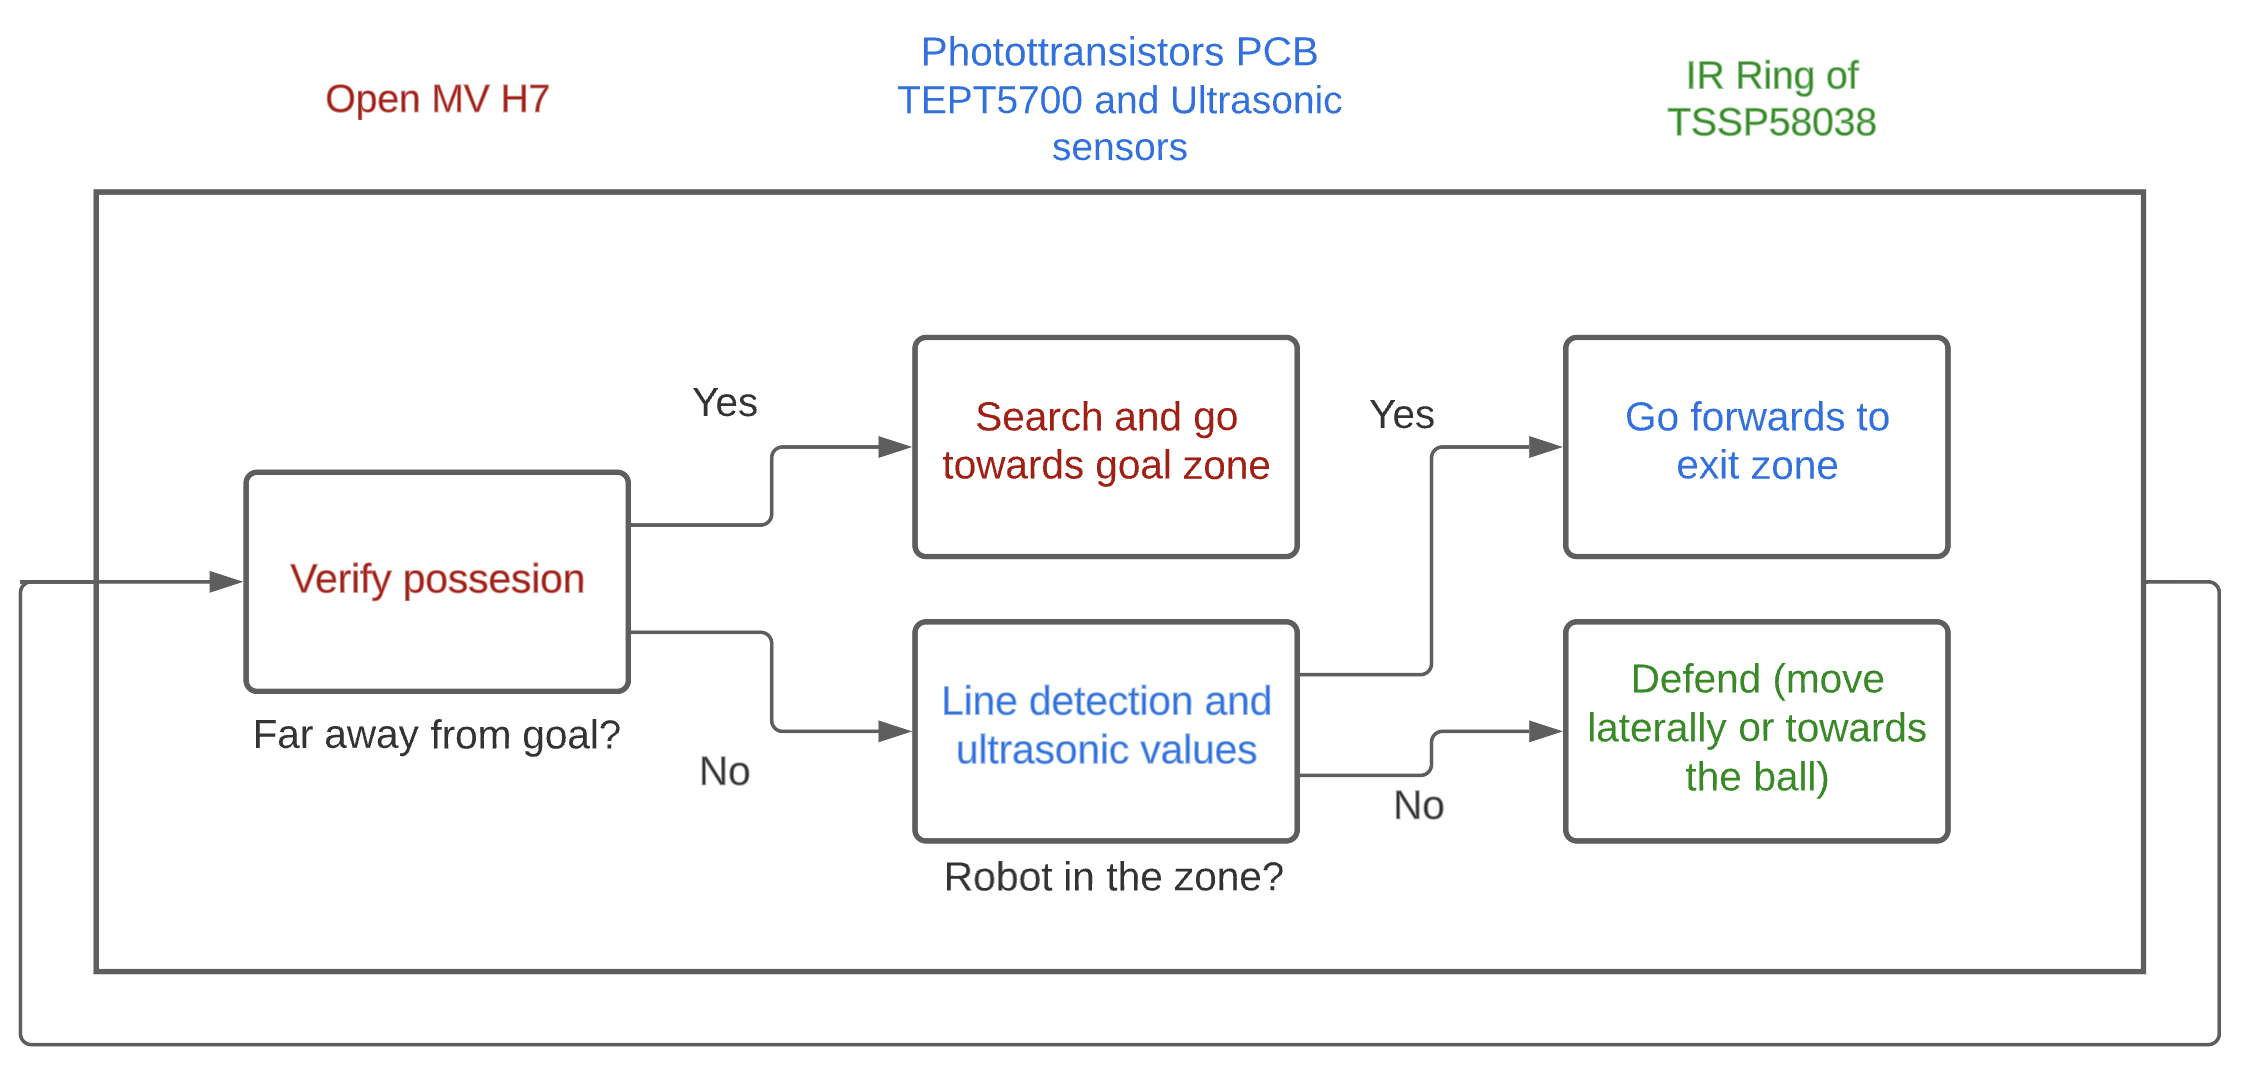 Open MV H7
Photottransistors PCB
TEPT5700 and Ultrasonic
sensors
IR Ring of
TSSP58038
Verify possesion
Far away from goal?
Yes
No
Search and go
towards goal zone
Line detection and
ultrasonic values
Robot in the zone?
Yes
No
Go forwards to
exit zone
Defend (move
laterally or towards
the ball)